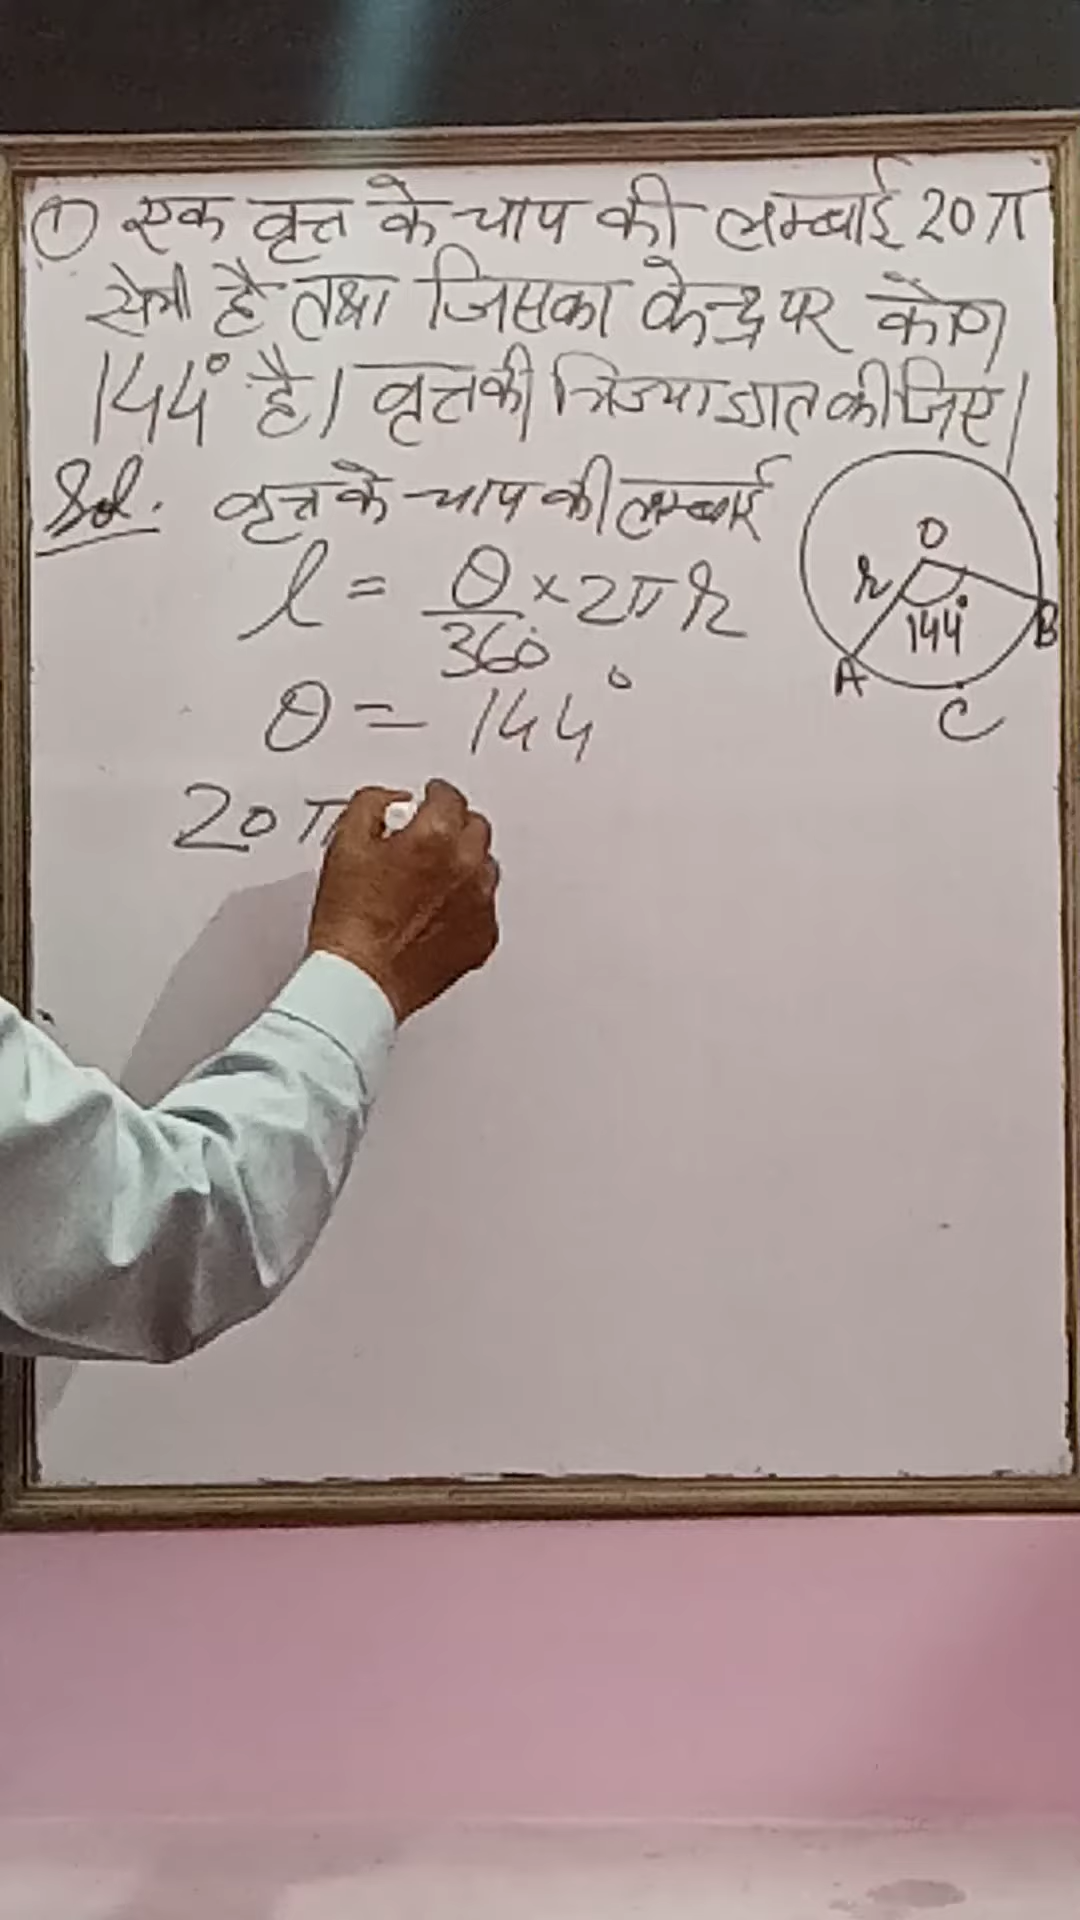 ① एक वृत्त के चाप की लम्बाई 20π
सेमी है तथा जिसका केन्द्र पर कोण
144° है। वृत्त की त्रिज्या ज्ञात कीजिए।
Sol. वृत्त के चाप की लम्बाई
l = θ/360° × 2πr
θ = 144°
20π
O
r
144°
A
B
C